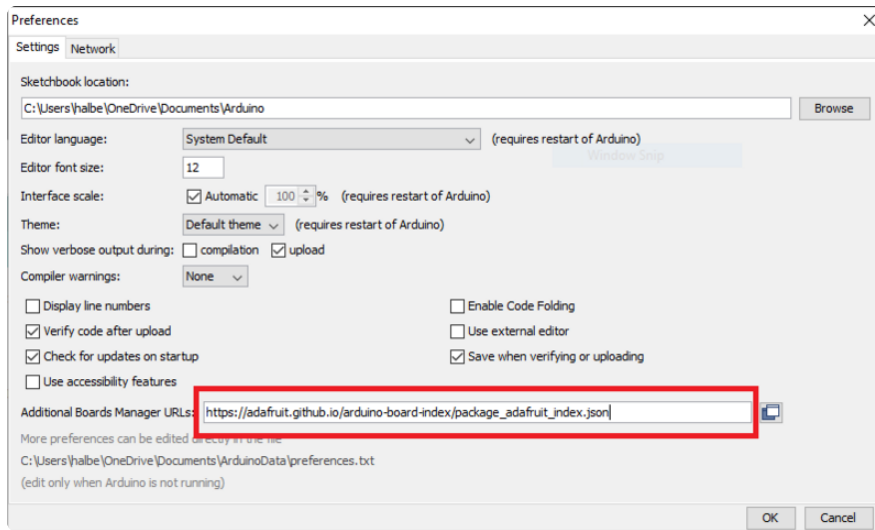 Preferences
Settings Network
Sketchbook location:
C:\Users\halbe\OneDrive\Documents\Arduino Browse
Editor language: System Default (requires restart of Arduino)
Window Snip
Editor font size: 12
Interface scale: Automatic 100 % (requires restart of Arduino)
Theme: Default theme (requires restart of Arduino)
Show verbose output during: compilation upload
Compiler warnings: None
Display line numbers Enable Code Folding
Verify code after upload Use external editor
Check for updates on startup Save when verifying or uploading
Use accessibility features
Additional Boards Manager URLs: https://adafruit.github.io/arduino-board-index/package_adafruit_index.json
More preferences can be edited directly in the file
C:\Users\halbe\OneDrive\Documents\ArduinoData\preferences.txt
(edit only when Arduino is not running)
OK Cancel